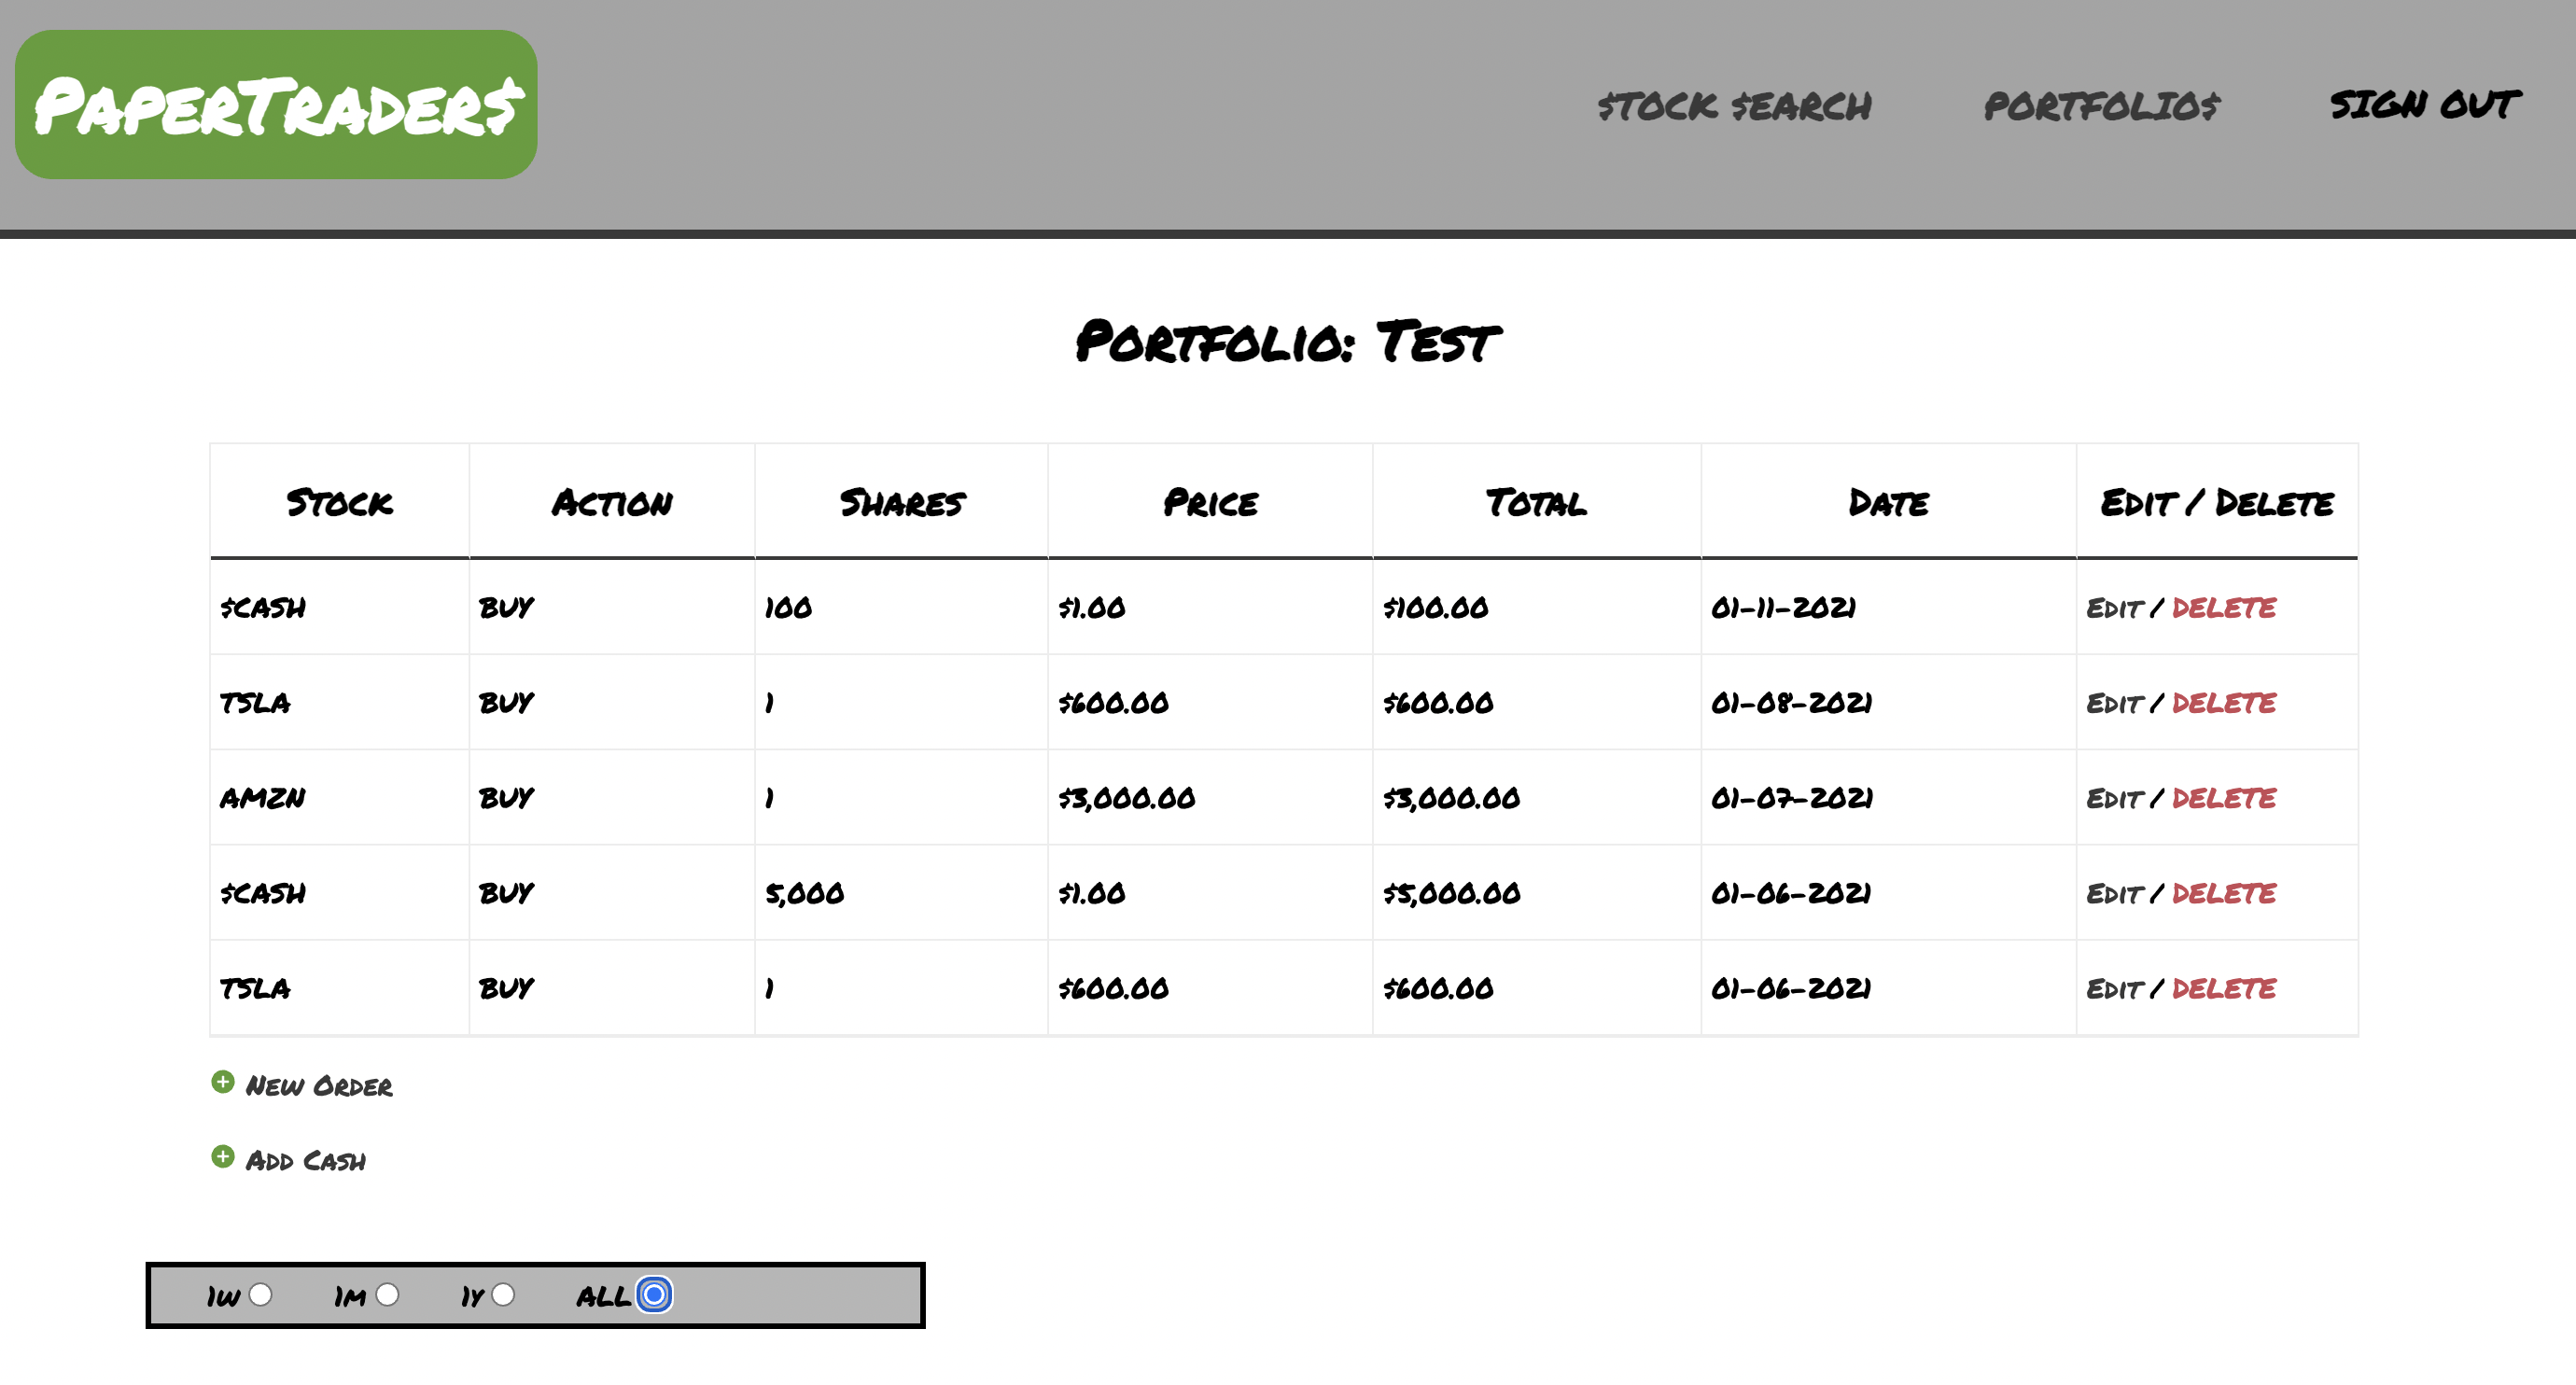 PaperTrader$ $TOCK $EARCH PORTFOLIO$ SIGN OUT
Portfolio: Test
Stock Action Shares Price Total Date Edit / Delete
$CASH BUY 100 $1.00 $100.00 01-11-2021 Edit / DELETE
TSLA BUY 1 $600.00 $600.00 01-08-2021 Edit / DELETE
AMZN BUY 1 $3,000.00 $3,000.00 01-07-2021 Edit / DELETE
$CASH BUY 5,000 $1.00 $5,000.00 01-06-2021 Edit / DELETE
TSLA BUY 1 $600.00 $600.00 01-06-2021 Edit / DELETE
New Order
Add Cash
1w 1m 1y ALL